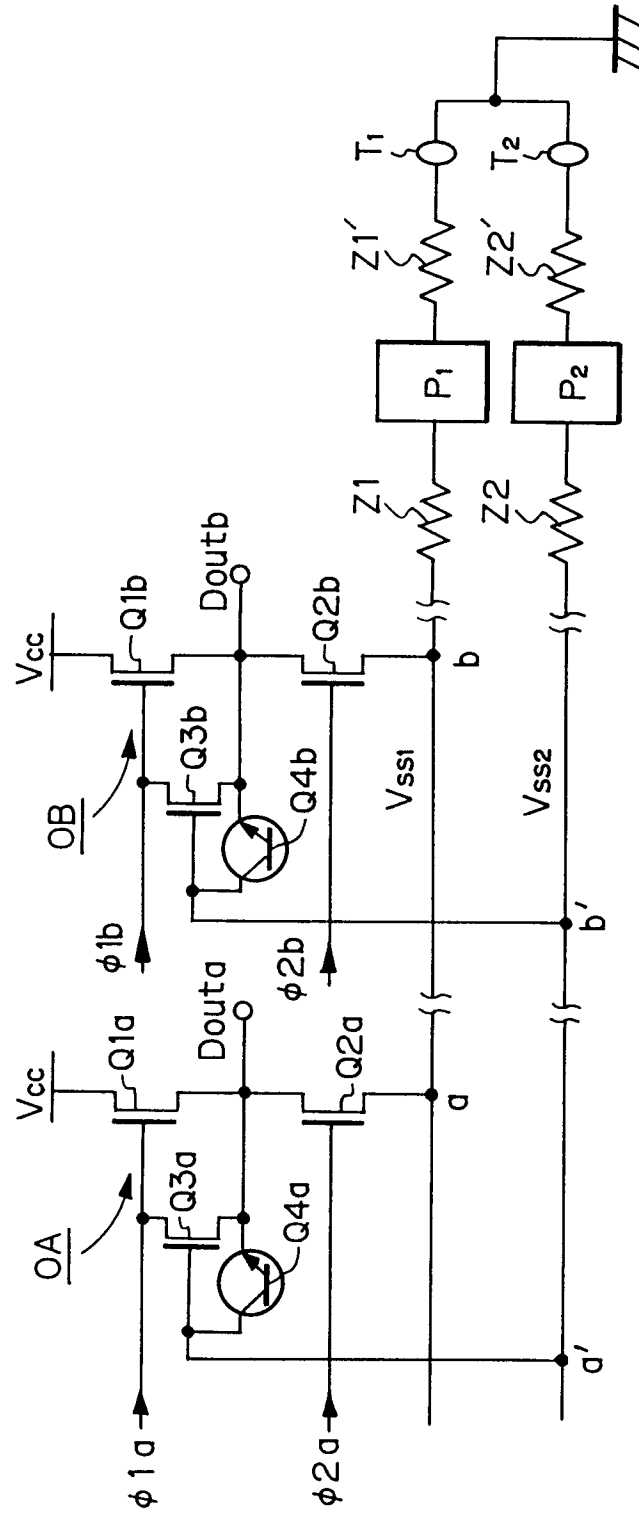 Vcc
Q1a
OA
Q3a
Douta
Q4a
Q2a
φ1a
φ2a
a
a'
Vcc
Q1b
OB
Q3b
Doutb
Q4b
Q2b
φ1b
φ2b
b
b'
Vss1
Vss2
Z1
P1
Z1'
T1
Z2
P2
Z2'
T2